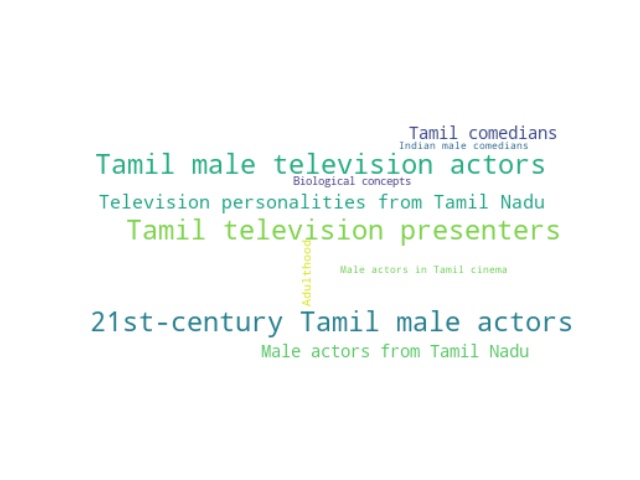 Tamil comedians
Indian male comedians
Tamil male television actors
Biological concepts
Television personalities from Tamil Nadu
Tamil television presenters
Adulthood
Male actors in Tamil cinema
21st-century Tamil male actors
Male actors from Tamil Nadu